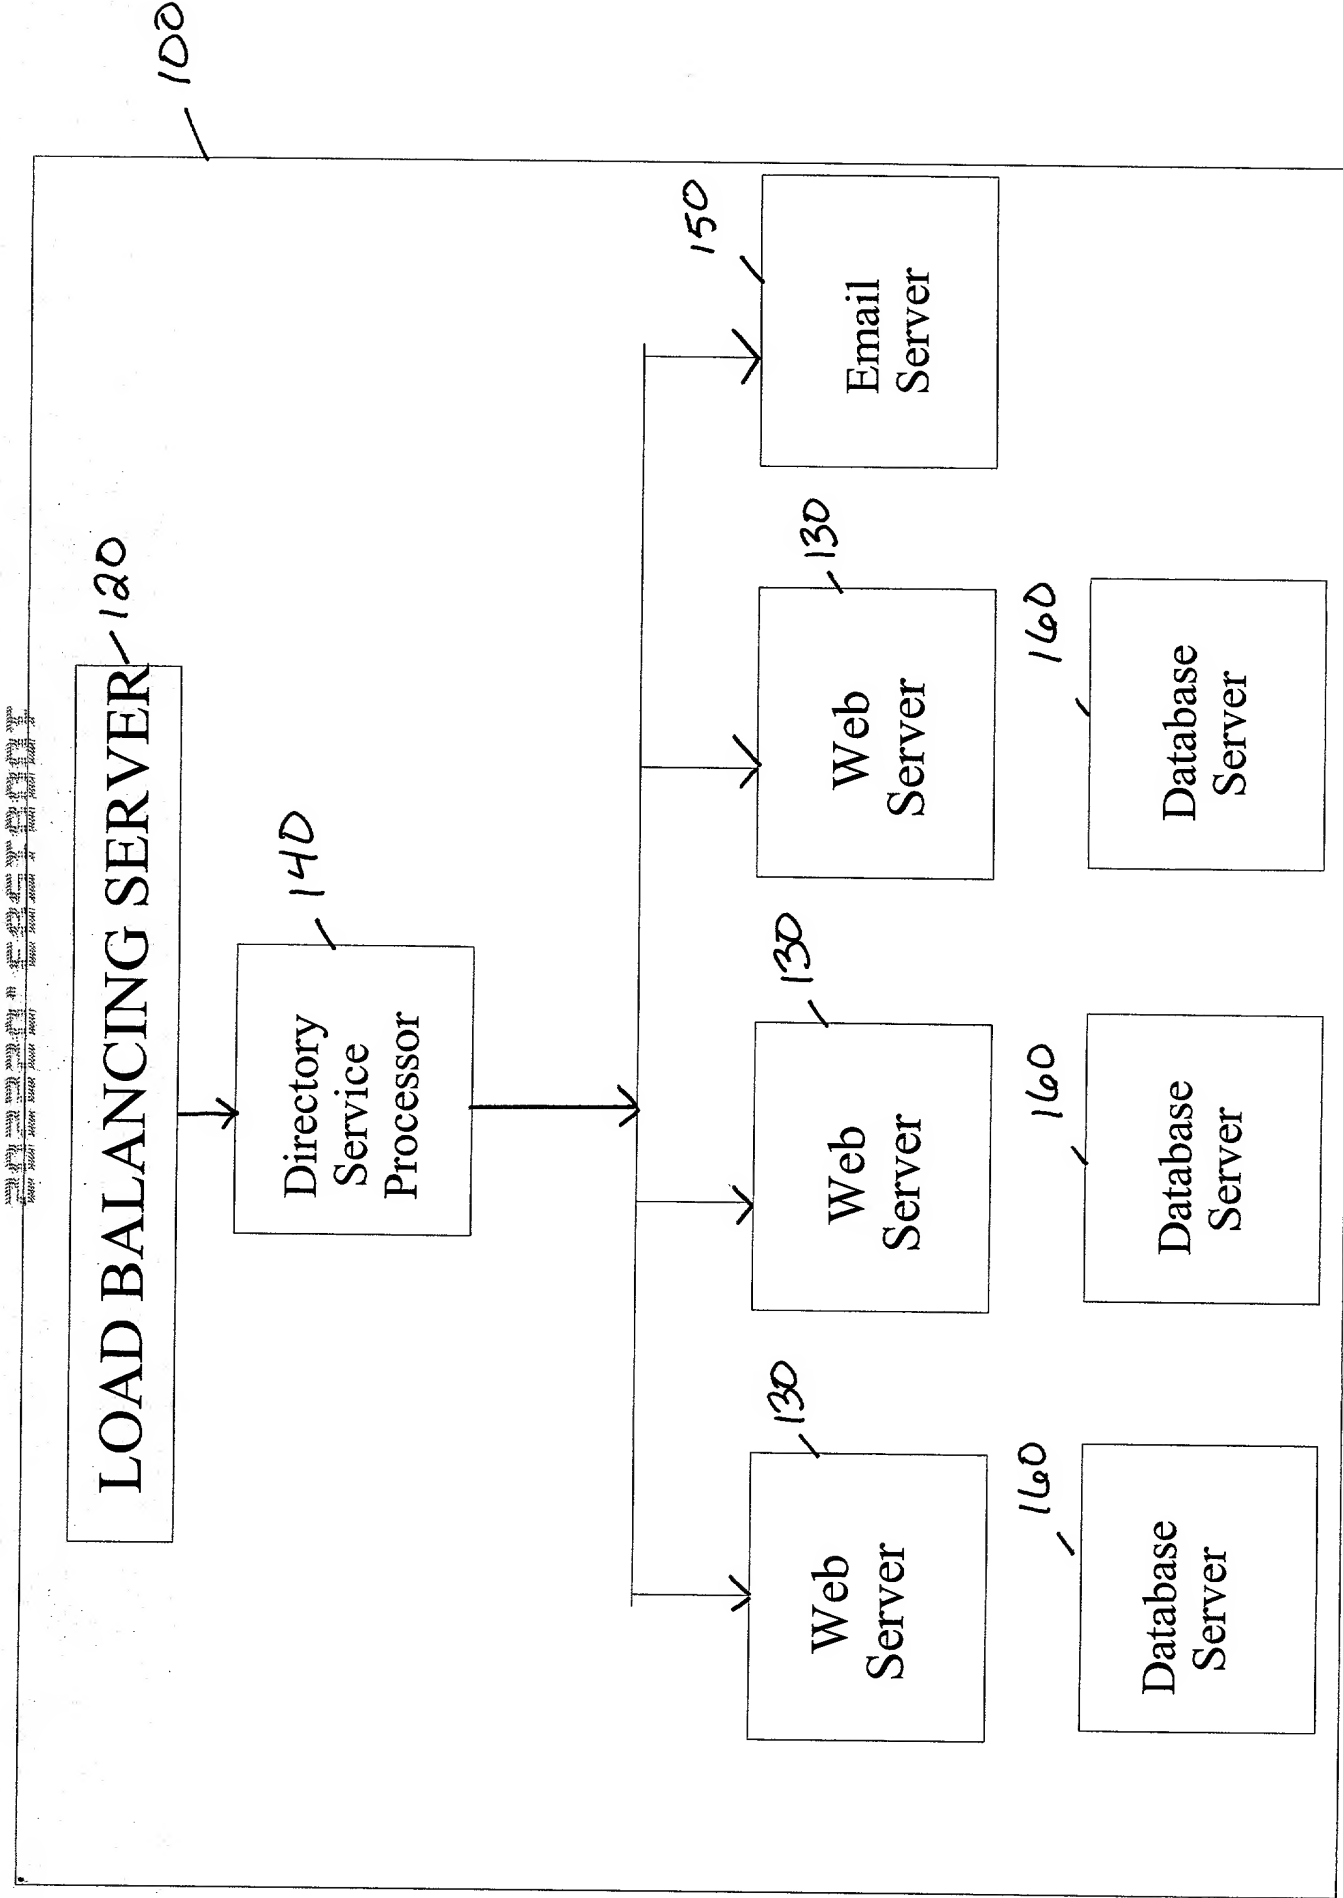 100
LOAD BALANCING SERVER
120
Directory
Service
Processor
140
Web
Server
130
Web
Server
130
Web
Server
130
Email
Server
150
Database
Server
160
Database
Server
160
Database
Server
160